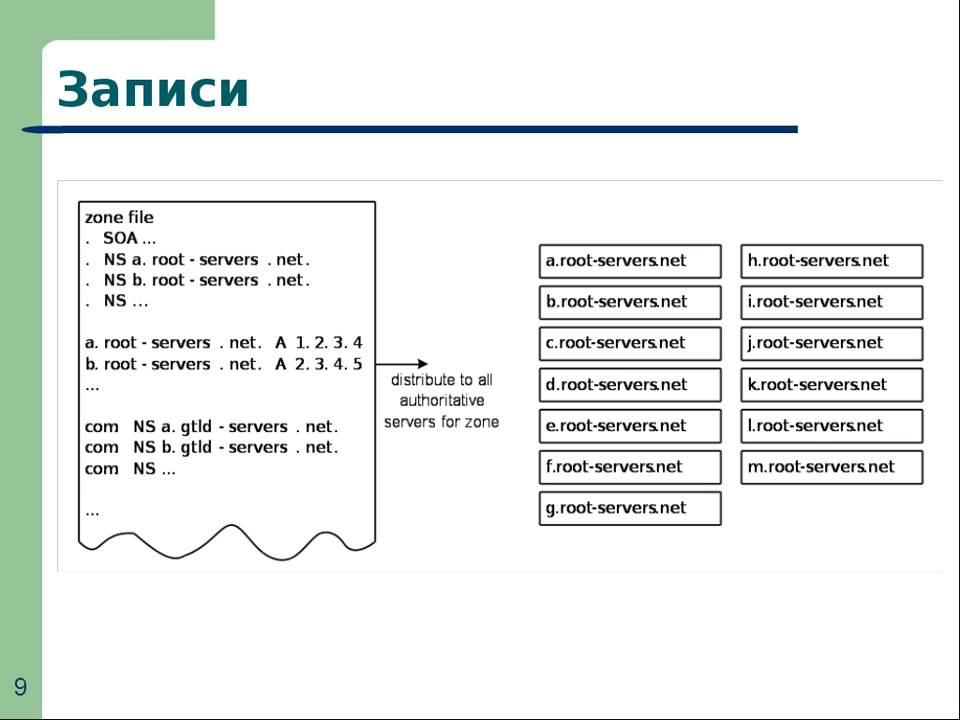 Записи
zone file
. SOA ...
. NS a. root - servers . net.
. NS b. root - servers . net.
. NS ...
a. root - servers . net. A 1. 2. 3. 4
b. root - servers . net. A 2. 3. 4. 5
...
com NS a. gtld - servers . net.
com NS b. gtld - servers . net.
com NS ...
...
distribute to all
authoritative
servers for zone
a.root-servers.net
b.root-servers.net
c.root-servers.net
d.root-servers.net
e.root-servers.net
f.root-servers.net
g.root-servers.net
h.root-servers.net
i.root-servers.net
j.root-servers.net
k.root-servers.net
l.root-servers.net
m.root-servers.net
9